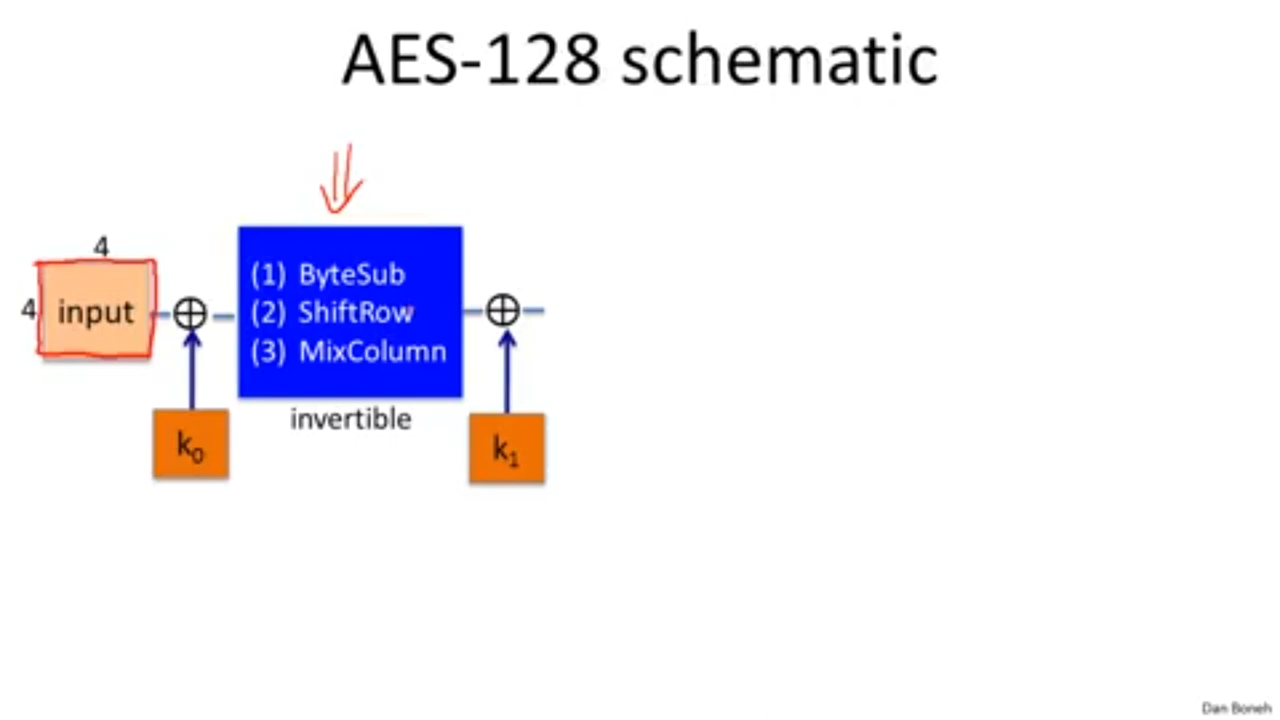 AES-128 schematic
4
4
input
⊕
(1) ByteSub
(2) ShiftRow
(3) MixColumn
⊕
invertible
k₀
k₁
Dan Boneh